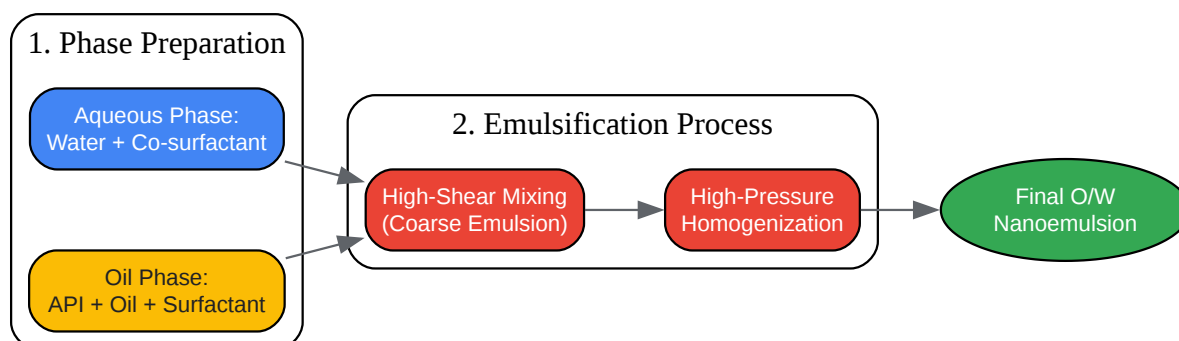 1. Phase Preparation
Aqueous Phase:
Water + Co-surfactant
Oil Phase:
API + Oil + Surfactant
2. Emulsification Process
High-Shear Mixing
(Coarse Emulsion)
High-Pressure
Homogenization
Final O/W
Nanoemulsion